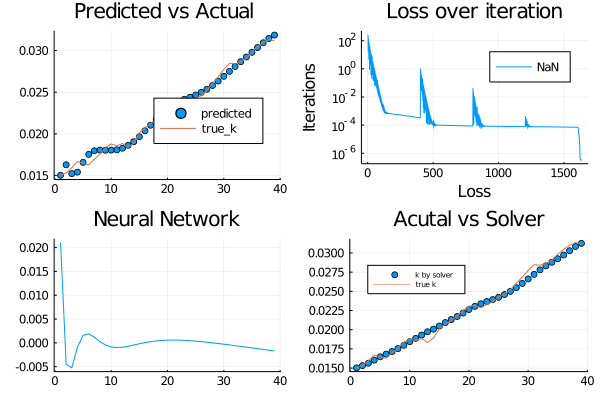 Predicted vs Actual
0.030
0.025
0.020
0.015
predicted
true_k
0 10 20 30 40
Loss over iteration
10²
10⁰
10⁻²
10⁻⁴
10⁻⁶
Iterations
NaN
0 500 1000 1500
Loss
Neural Network
0.020
0.015
0.010
0.005
0.000
-0.005
0 10 20 30 40
Acutal vs Solver
0.0300
0.0275
0.0250
0.0225
0.0200
0.0175
0.0150
k by solver
true k
0 10 20 30 40